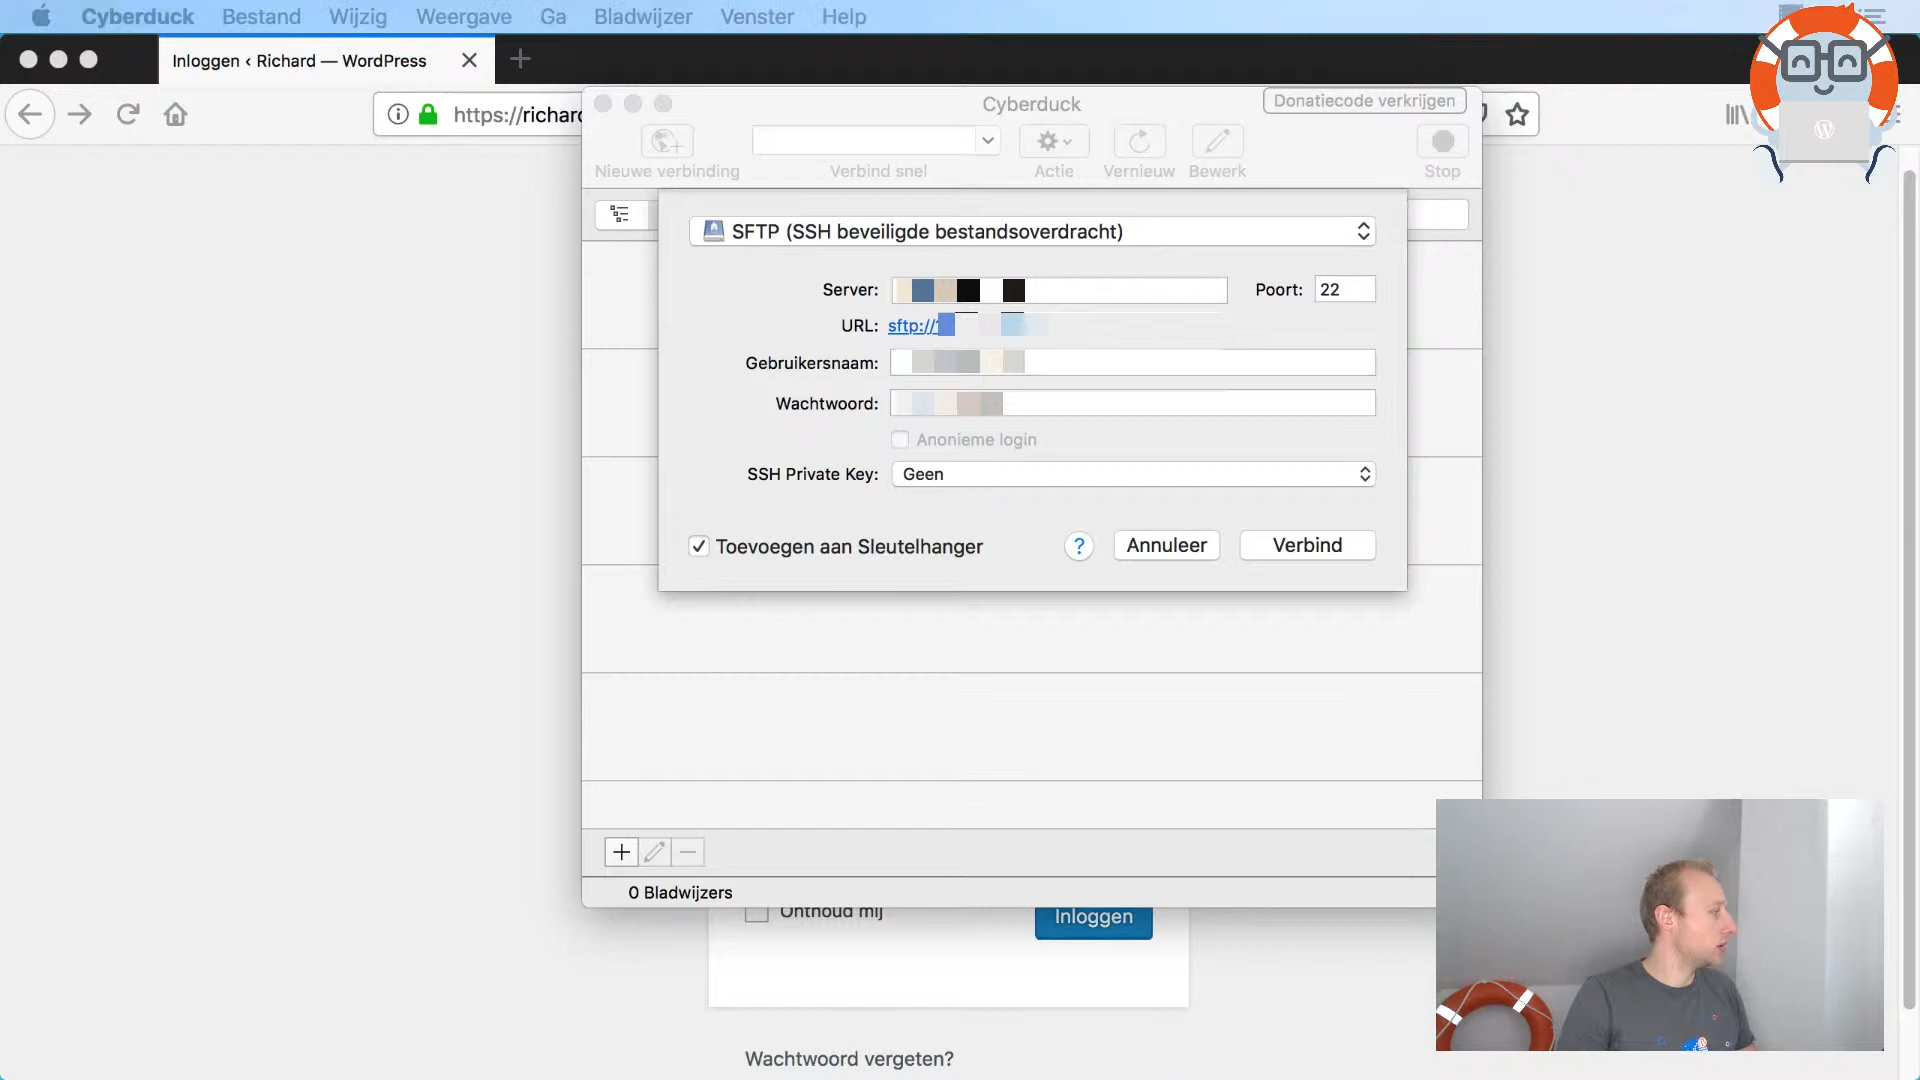 Cyberduck Bestand Wijzig Weergave Ga Bladwijzer Venster Help
Inloggen ‹ Richard — WordPress
https://richard
Cyberduck
Donatiecode verkrijgen
Nieuwe verbinding
Verbind snel
Actie
Vernieuw
Bewerk
Stop
SFTP (SSH beveiligde bestandsoverdracht)
Server:
Poort: 22
URL: sftp://
Gebruikersnaam:
Wachtwoord:
Anonieme login
SSH Private Key: Geen
Toevoegen aan Sleutelhanger
? Annuleer Verbind
0 Bladwijzers
Onthoud mij
Inloggen
Wachtwoord vergeten?